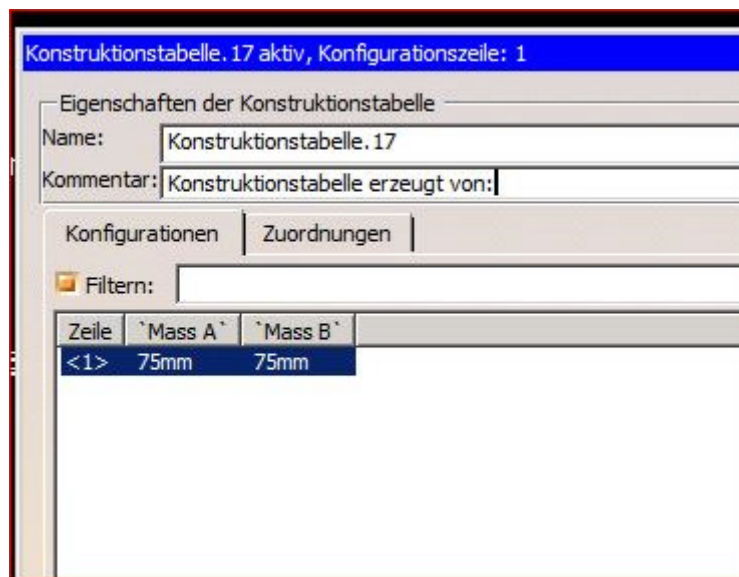 Konstruktionstabelle.17 aktiv, Konfigurationszeile: 1
Eigenschaften der Konstruktionstabelle
Name: Konstruktionstabelle.17
Kommentar: Konstruktionstabelle erzeugt von:
Konfigurationen Zuordnungen
Filtern:
Zeile `Mass A` `Mass B`
<1> 75mm 75mm